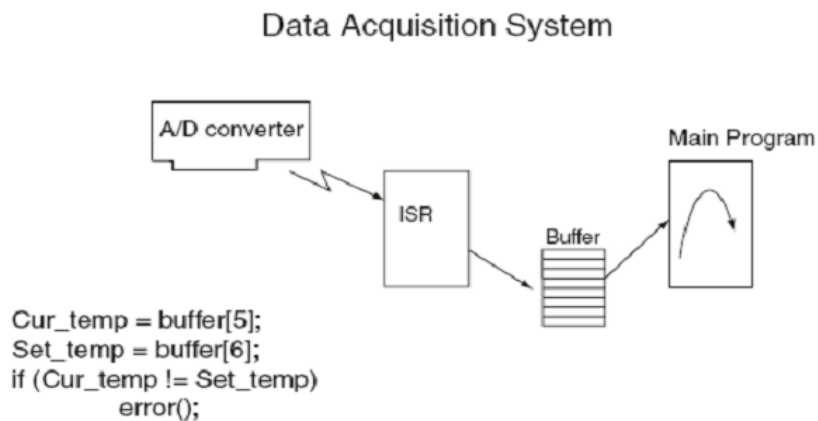 Data Acquisition System
A/D converter
Main Program
ISR
Buffer
Cur_temp = buffer[5];
Set_temp = buffer[6];
if (Cur_temp != Set_temp)
error();